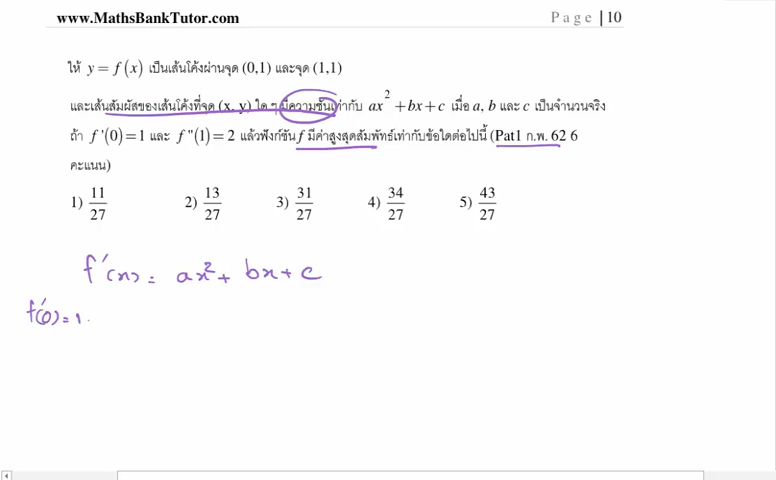 www.MathsBankTutor.com
Page | 10
ให้ y = f(x) เป็นเส้นโค้งผ่านจุด (0,1) และจุด (1,1)
และเส้นสัมผัสของเส้นโค้งที่จุด (x, y) ใด ๆ มีความชันเท่ากับ ax² + bx + c เมื่อ a, b และ c เป็นจำนวนจริง
ถ้า f '(0) = 1 และ f "(1) = 2 แล้วฟังก์ชัน f มีค่าสูงสุดสัมพัทธ์เท่ากับข้อใดต่อไปนี้ (Pat1 ก.พ. 62 6
คะแนน)
1) 11/27 2) 13/27 3) 31/27 4) 34/27 5) 43/27
f'(x) = ax² + bx + c
f'(0) = 1.